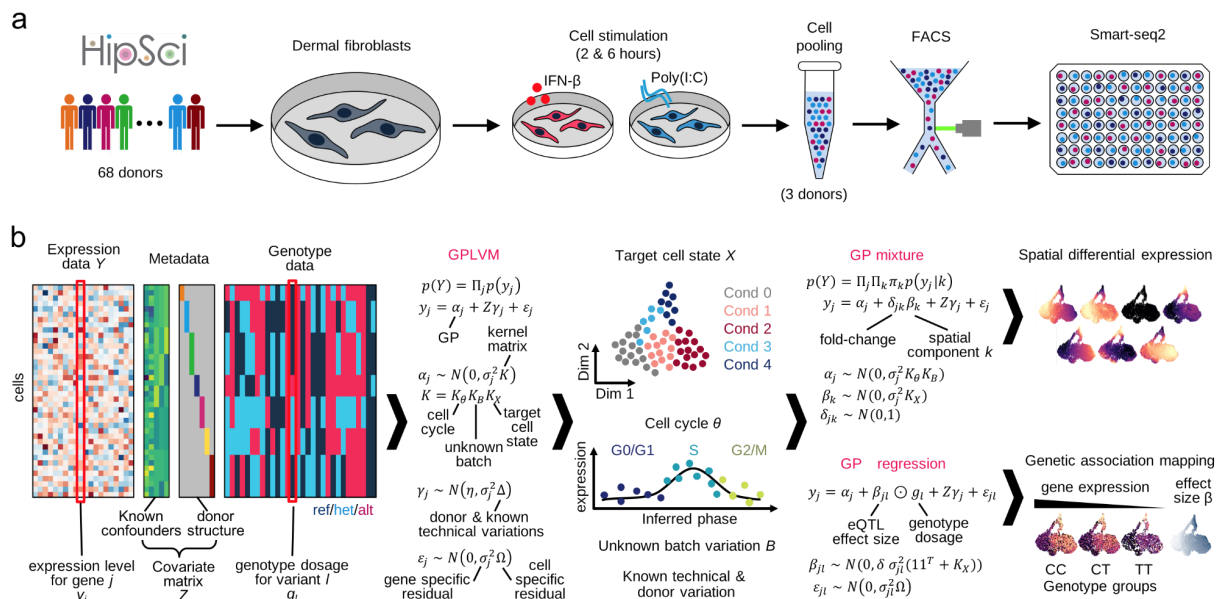 a
HipSci
68 donors
Dermal fibroblasts
Cell stimulation
(2 & 6 hours)
IFN-β
Poly(I:C)
Cell
pooling
(3 donors)
FACS
Smart-seq2
b
Expression
data Y
Metadata
Genotype
data
cells
ref/het/alt
Known
confounders
donor
structure
expression level
for gene j
y_j
Covariate
matrix
Z
genotype dosage
for variant l
g_l
GPLVM
p(Y) = Π_j p(y_j)
y_j = α_j + Zγ_j + ε_j
GP
kernel
matrix
α_j ~ N(0, σ_j^2 K)
K = K_θ K_B K_X
cell
cycle
unknown
batch
target
cell
state
γ_j ~ N(η, σ_j^2 Δ)
donor & known
technical variations
ε_j ~ N(0, σ_j^2 Ω)
gene specific
residual
cell
specific
residual
Target cell state X
Cond 0
Cond 1
Cond 2
Cond 3
Cond 4
Dim 2
Dim 1
Cell cycle θ
G0/G1
S
G2/M
expression
Inferred phase
Unknown batch variation B
Known technical &
donor variation
GP mixture
p(Y) = Π_j Π_k π_k p(y_j|k)
y_j = α_j + δ_jk β_k + Zγ_j + ε_j
fold-change
spatial
component k
α_j ~ N(0, σ_j^2 K_θ K_B)
β_k ~ N(0, σ_j^2 K_X)
δ_jk ~ N(0,1)
GP regression
y_j = α_j + β_jl ⊙ g_l + Zγ_j + ε_jl
eQTL
effect size
genotype
dosage
β_jl ~ N(0, δ σ_jl^2 (11^T + K_X))
ε_jl ~ N(0, σ_jl^2 Ω)
Spatial differential expression
Genetic association mapping
gene expression
effect
size β
CC
CT
TT
Genotype groups